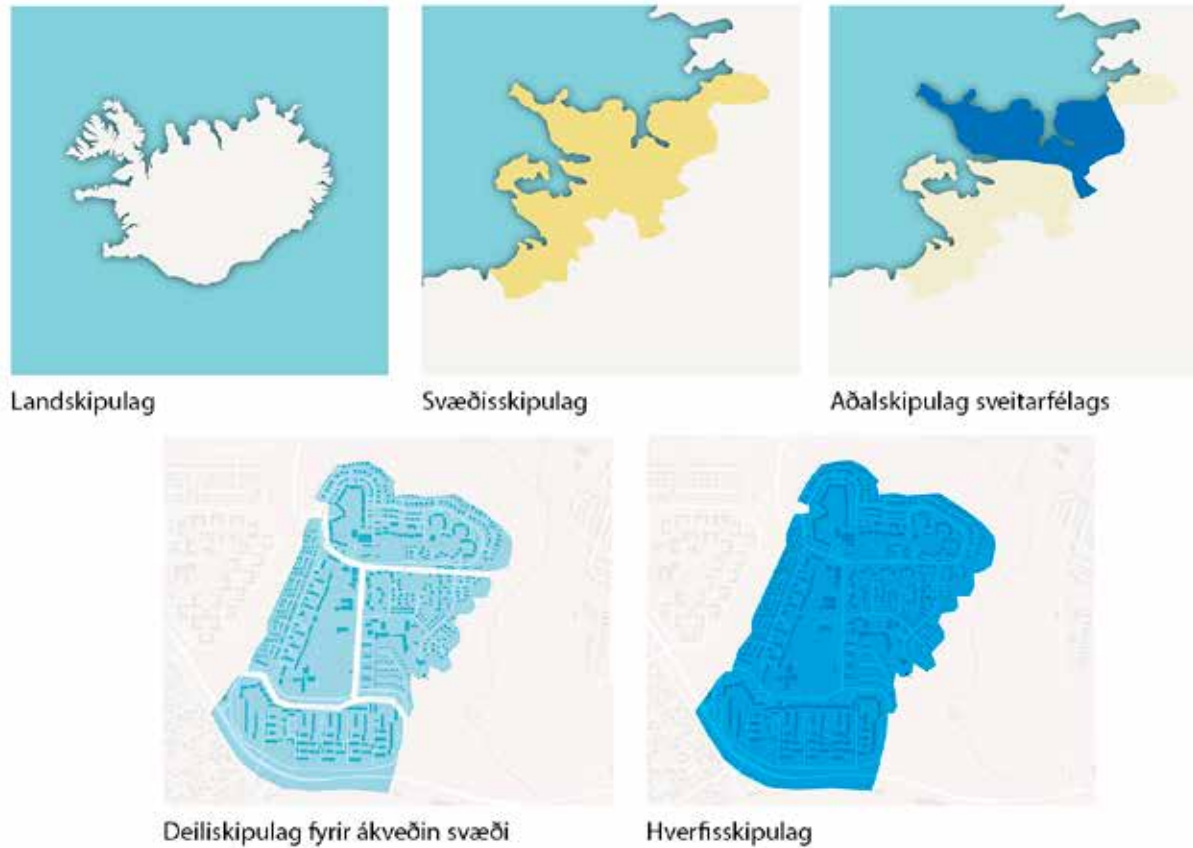 Landskipulag
Svæðisskipulag
Aðalskipulag sveitarfélags
Deiliskipulag fyrir ákveðin svæði
Hverfisskipulag